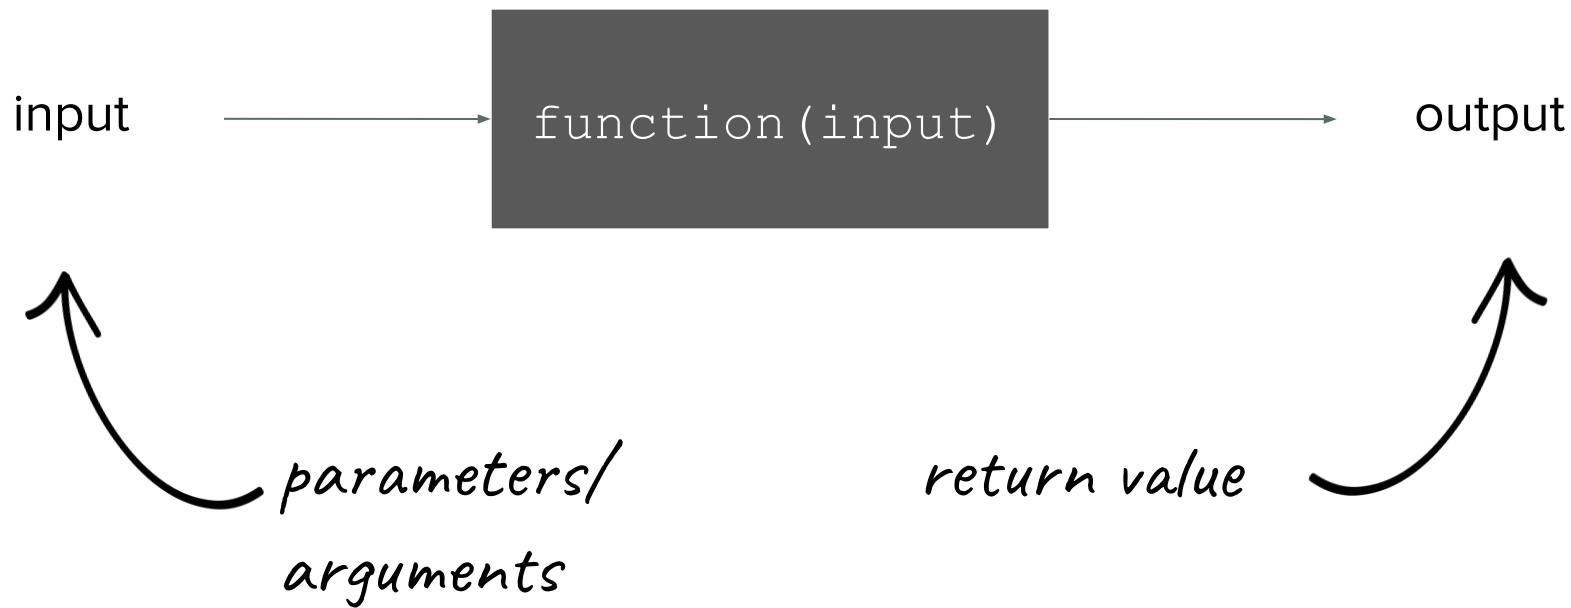 input
function(input)
output
parameters/
arguments
return value